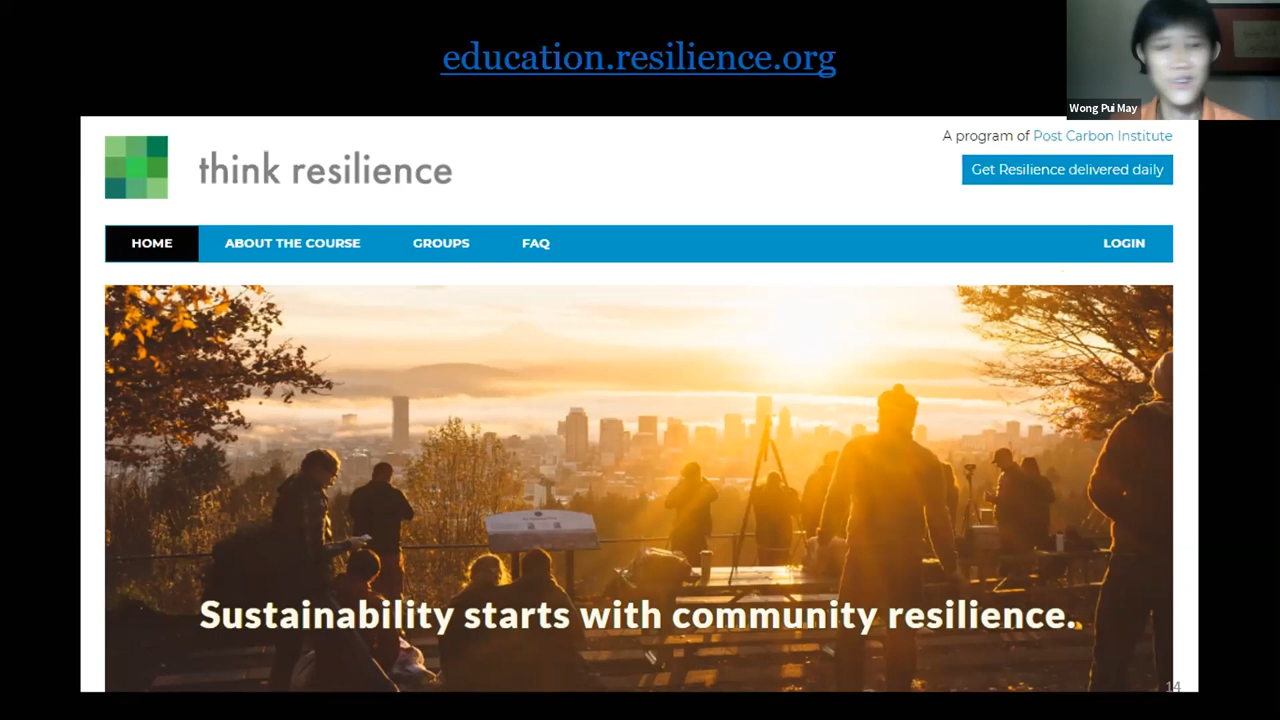 education.resilience.org
Wong Pui May
think resilience
A program of Post Carbon Institute
Get Resilience delivered daily
HOME ABOUT THE COURSE GROUPS FAQ LOGIN
Sustainability starts with community resilience.
14